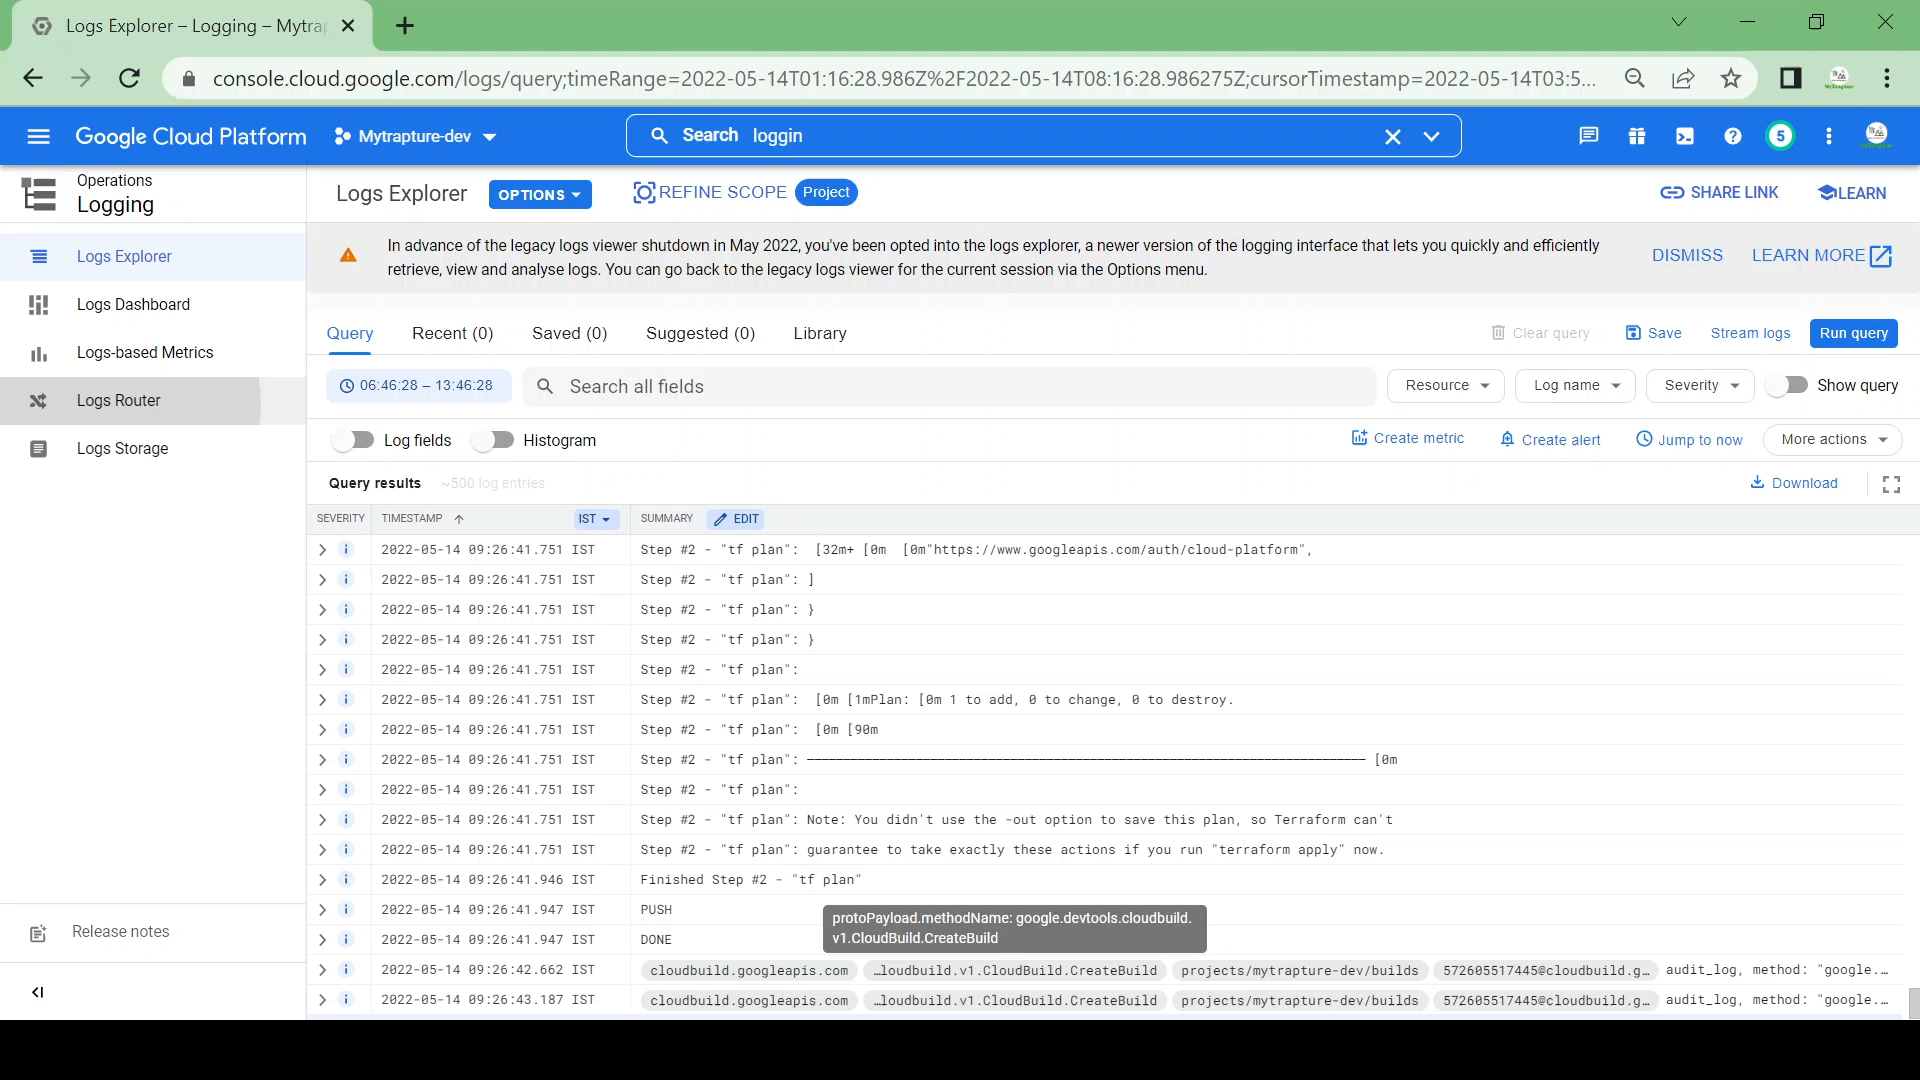 Logs Explorer – Logging – Mytrap
console.cloud.google.com/logs/query;timeRange=2022-05-14T01:16:28.986Z%2F2022-05-14T08:16:28.986275Z;cursorTimestamp=2022-05-14T03:5...
Google Cloud Platform
Mytrapture-dev
Search loggin
5
Operations
Logging
Logs Explorer
OPTIONS
REFINE SCOPE
Project
SHARE LINK
LEARN
Logs Explorer
Logs Dashboard
Logs-based Metrics
Logs Router
Logs Storage
Release notes
In advance of the legacy logs viewer shutdown in May 2022, you've been opted into the logs explorer, a newer version of the logging interface that lets you quickly and efficiently
retrieve, view and analyse logs. You can go back to the legacy logs viewer for the current session via the Options menu.
DISMISS
LEARN MORE
Query
Recent (0)
Saved (0)
Suggested (0)
Library
Clear query
Save
Stream logs
Run query
06:46:28 – 13:46:28
Search all fields
Resource
Log name
Severity
Show query
Log fields
Histogram
Create metric
Create alert
Jump to now
More actions
Query results
~500 log entries
Download
SEVERITY
TIMESTAMP
IST
SUMMARY
EDIT
2022-05-14 09:26:41.751 IST Step #2 - "tf plan": [32m+ [0m [0m"https://www.googleapis.com/auth/cloud-platform",
2022-05-14 09:26:41.751 IST Step #2 - "tf plan": ]
2022-05-14 09:26:41.751 IST Step #2 - "tf plan": }
2022-05-14 09:26:41.751 IST Step #2 - "tf plan": }
2022-05-14 09:26:41.751 IST Step #2 - "tf plan":
2022-05-14 09:26:41.751 IST Step #2 - "tf plan": [0m [1mPlan: [0m 1 to add, 0 to change, 0 to destroy.
2022-05-14 09:26:41.751 IST Step #2 - "tf plan": [0m [90m
2022-05-14 09:26:41.751 IST Step #2 - "tf plan": ──────────────────────────────────────── [0m
2022-05-14 09:26:41.751 IST Step #2 - "tf plan":
2022-05-14 09:26:41.751 IST Step #2 - "tf plan": Note: You didn't use the -out option to save this plan, so Terraform can't
2022-05-14 09:26:41.751 IST Step #2 - "tf plan": guarantee to take exactly these actions if you run "terraform apply" now.
2022-05-14 09:26:41.946 IST Finished Step #2 - "tf plan"
2022-05-14 09:26:41.947 IST PUSH
2022-05-14 09:26:41.947 IST DONE
protoPayload.methodName: google.devtools.cloudbuild.
v1.CloudBuild.CreateBuild
2022-05-14 09:26:42.662 IST cloudbuild.googleapis.com …loudbuild.v1.CloudBuild.CreateBuild projects/mytrapture-dev/builds 572605517445@cloudbuild.g… audit_log, method: "google.…
2022-05-14 09:26:43.187 IST cloudbuild.googleapis.com …loudbuild.v1.CloudBuild.CreateBuild projects/mytrapture-dev/builds 572605517445@cloudbuild.g… audit_log, method: "google.…